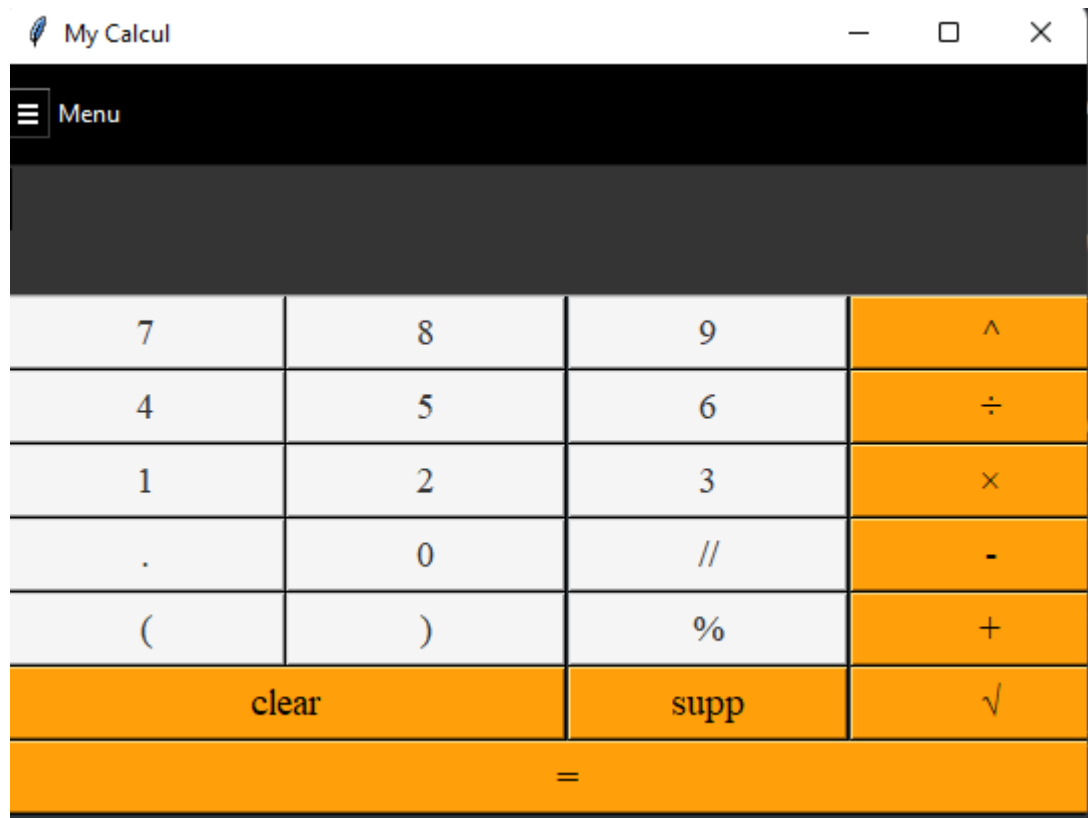 My Calcul
Menu
7 8 9 ^
4 5 6 ÷
1 2 3 ×
. 0 // -
( ) % +
clear supp √
=